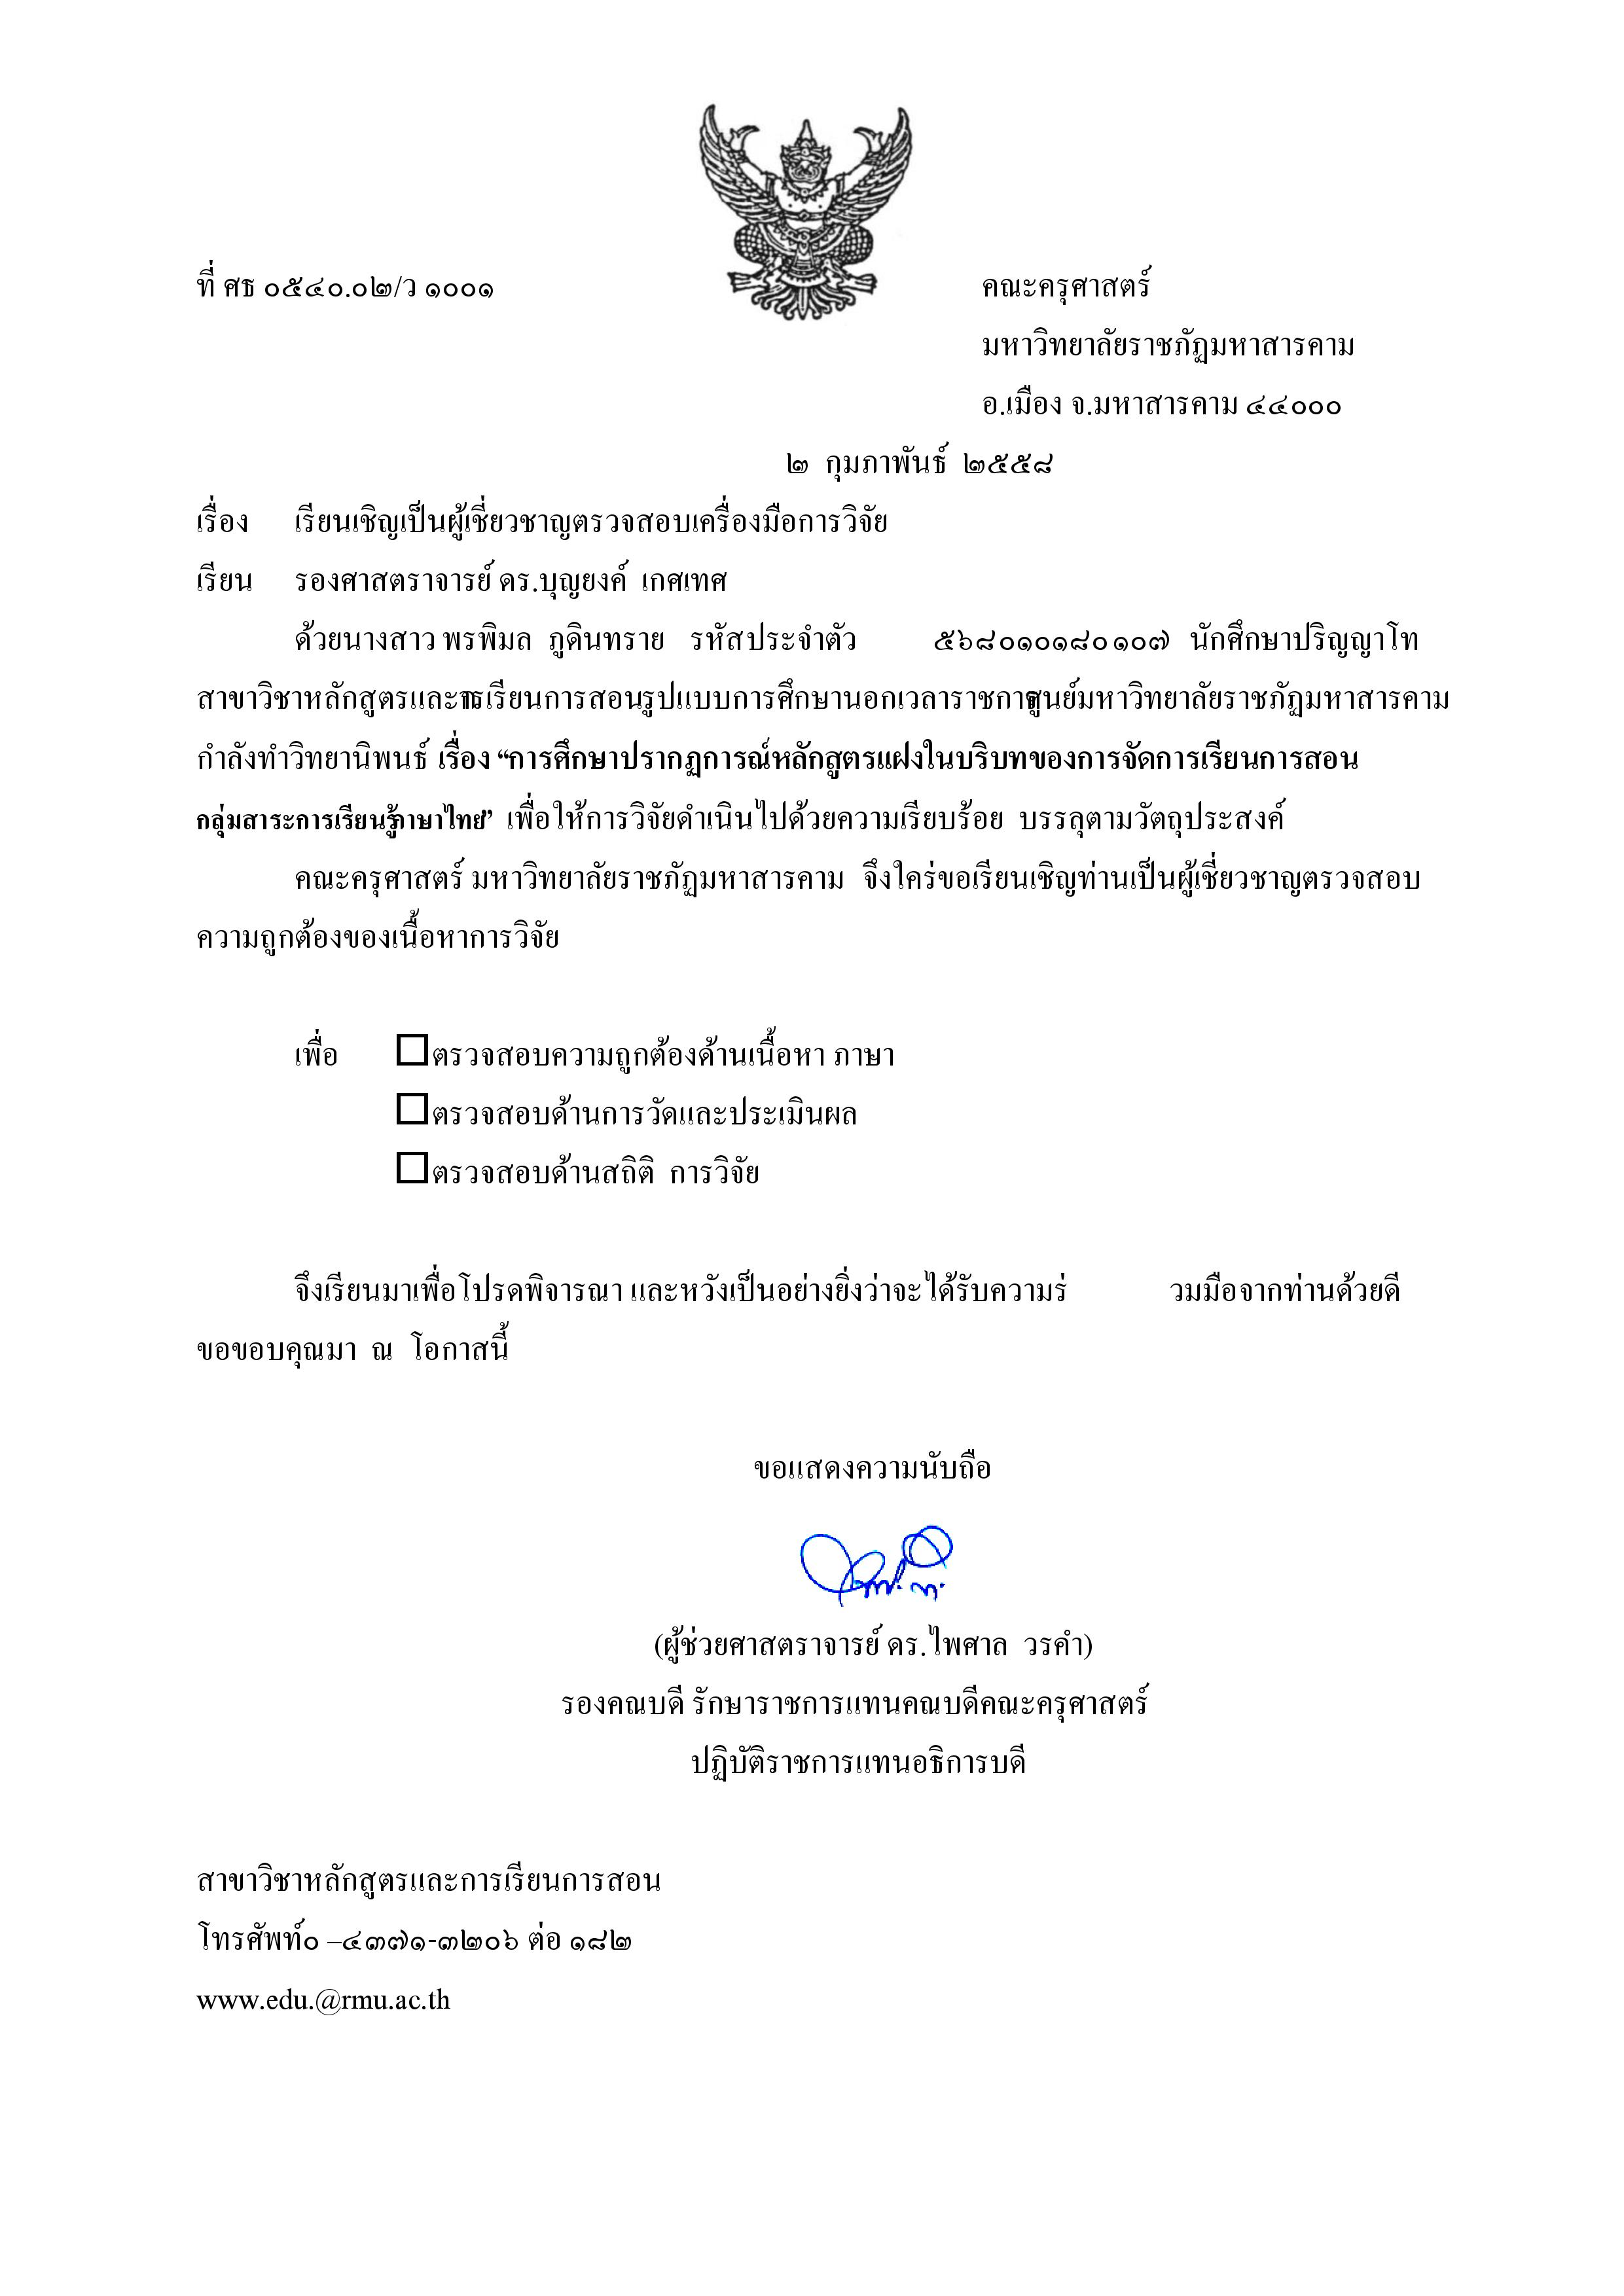 ที่ ศธ ๐๕๔๐.๐๒/ว ๑๐๐๑
คณะครุศาสตร์
มหาวิทยาลัยราชภัฏมหาสารคาม
อ.เมือง จ.มหาสารคาม ๔๔๐๐๐
๒ กุมภาพันธ์ ๒๕๕๘
เรื่อง เรียนเชิญเป็นผู้เชี่ยวชาญตรวจสอบเครื่องมือการวิจัย
เรียน รองศาสตราจารย์ ดร.บุญยงค์ เกศเทศ
ด้วยนางสาว พรพิมล ภูดินทราย รหัสประจำตัว ๕๖๘๐๑๐๑๘๐๑๐๗ นักศึกษาปริญญาโท
สาขาวิชาหลักสูตรและการเรียนการสอนรูปแบบการศึกษานอกเวลาราชการศูนย์มหาวิทยาลัยราชภัฏมหาสารคาม
กำลังทำวิทยานิพนธ์ เรื่อง “การศึกษาปรากฏการณ์หลักสูตรแฝงในบริบทของการจัดการเรียนการสอน
กลุ่มสาระการเรียนรู้ภาษาไทย” เพื่อให้การวิจัยดำเนินไปด้วยความเรียบร้อย บรรลุตามวัตถุประสงค์
คณะครุศาสตร์ มหาวิทยาลัยราชภัฏมหาสารคาม จึงใคร่ขอเรียนเชิญท่านเป็นผู้เชี่ยวชาญตรวจสอบ
ความถูกต้องของเนื้อหาการวิจัย
เพื่อ ☐ตรวจสอบความถูกต้องด้านเนื้อหา ภาษา
☐ตรวจสอบด้านการวัดและประเมินผล
☐ตรวจสอบด้านสถิติ การวิจัย
จึงเรียนมาเพื่อโปรดพิจารณา และหวังเป็นอย่างยิ่งว่าจะได้รับความร่ วมมือจากท่านด้วยดี
ขอขอบคุณมา ณ โอกาสนี้
ขอแสดงความนับถือ
(ผู้ช่วยศาสตราจารย์ ดร.ไพศาล วรคำ)
รองคณบดี รักษาราชการแทนคณบดีคณะครุศาสตร์
ปฏิบัติราชการแทนอธิการบดี
สาขาวิชาหลักสูตรและการเรียนการสอน
โทรศัพท์๐ –๔๓๗๑-๓๒๐๖ ต่อ ๑๘๒
www.edu.@rmu.ac.th